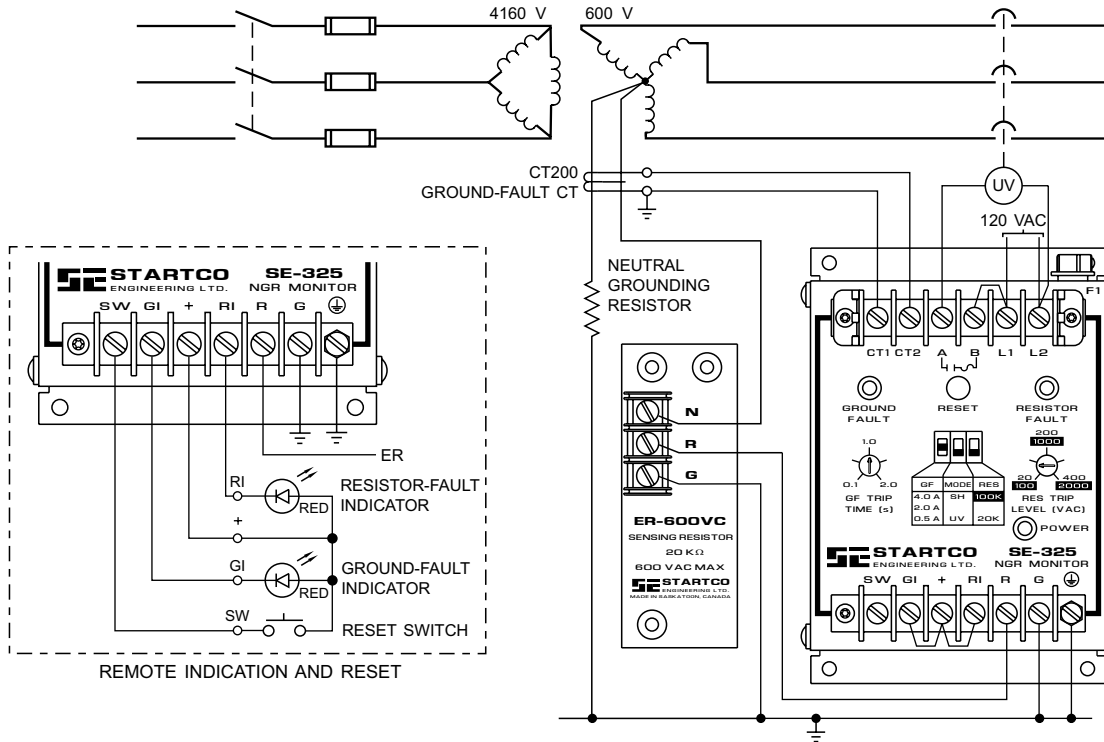 4160 V
600 V
CT200
GROUND-FAULT CT
UV
120 VAC
STARTCO
ENGINEERING LTD.
SE-325
NGR MONITOR
SW GI + RI R G
ER
RI
RED
RESISTOR-FAULT
INDICATOR
+
GI
RED
GROUND-FAULT
INDICATOR
SW
RESET SWITCH
REMOTE INDICATION AND RESET
NEUTRAL
GROUNDING
RESISTOR
N
R
G
ER-600VC
SENSING RESISTOR
20 KΩ
600 VAC MAX
STARTCO
ENGINEERING LTD.
MADE IN SASKATOON, CANADA
F1
CT1 CT2 A B L1 L2
GROUND
FAULT
RESET
RESISTOR
FAULT
1.0
0.1 2.0
GF TRIP
TIME (s)
GF MODE RES
4.0 A SH 100K
2.0 A
0.5 A UV 20K
200
1000
20 400
100 2000
RES TRIP
LEVEL (VAC)
POWER
STARTCO
ENGINEERING LTD.
SE-325
NGR MONITOR
SW GI + RI R G